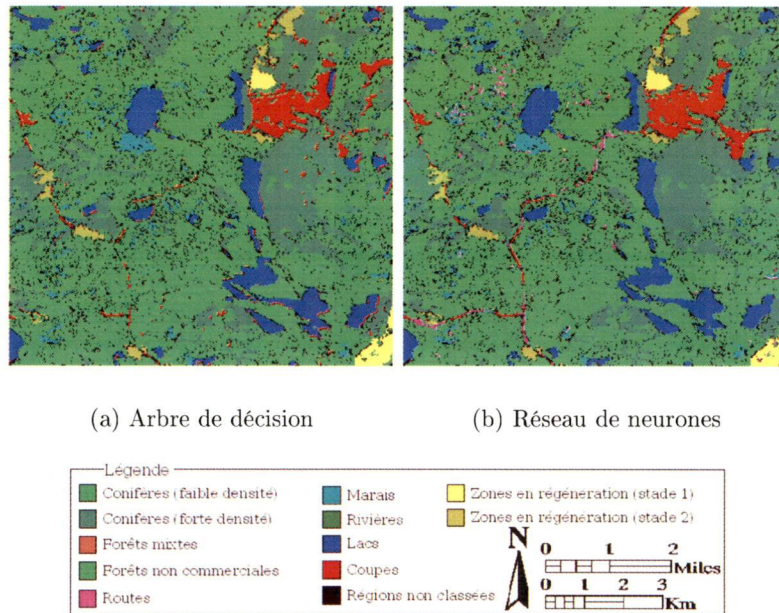 (a) Arbre de décision
(b) Réseau de neurones
Légende
Conifères (faible densité)
Conifères (forte densité)
Forêts mixtes
Forêts non commerciales
Routes
Marais
Rivières
Lacs
Coupes
Régions non classées
Zones en régéneration (stade 1)
Zones en régéneration (stade 2)
N
0 1 2
Miles
0 1 2 3
Km